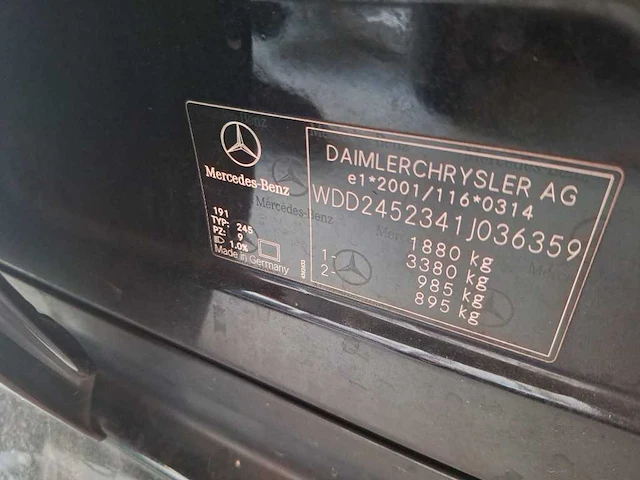 Mercedes-Benz
191
TYP: 245
PZ: 9
1.0%
Made in Germany
DAIMLERCHRYSLER AG
e1*2001/116*0314
WDD2452341J036359
1880 kg
3380 kg
1- 985 kg
2- 895 kg